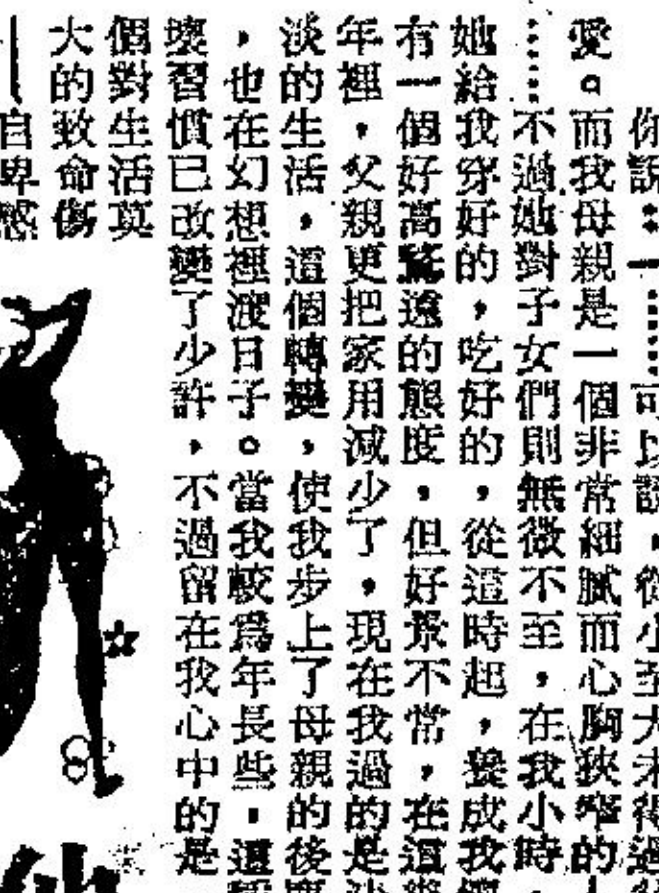 你說：一……可以說，從小至大未得過
愛。而我母親是一個非常細膩而心胸狹窄的
……不過她對子女們則無微不至，在我小時，
她給我穿好的，吃好的，從這時起，養成我
有一個好高騖遠的態度，但好景不常，在這幾
年裡，父親更把家用減少了，現在我過的是
淡的生活，這個轉變，使我步上了母親的後
，也在幻想裡渡日子。當我較爲年長些，這
壞習慣已改變了少許，不過留在我心中的是
個對生活莫
大的致命傷
—自卑感